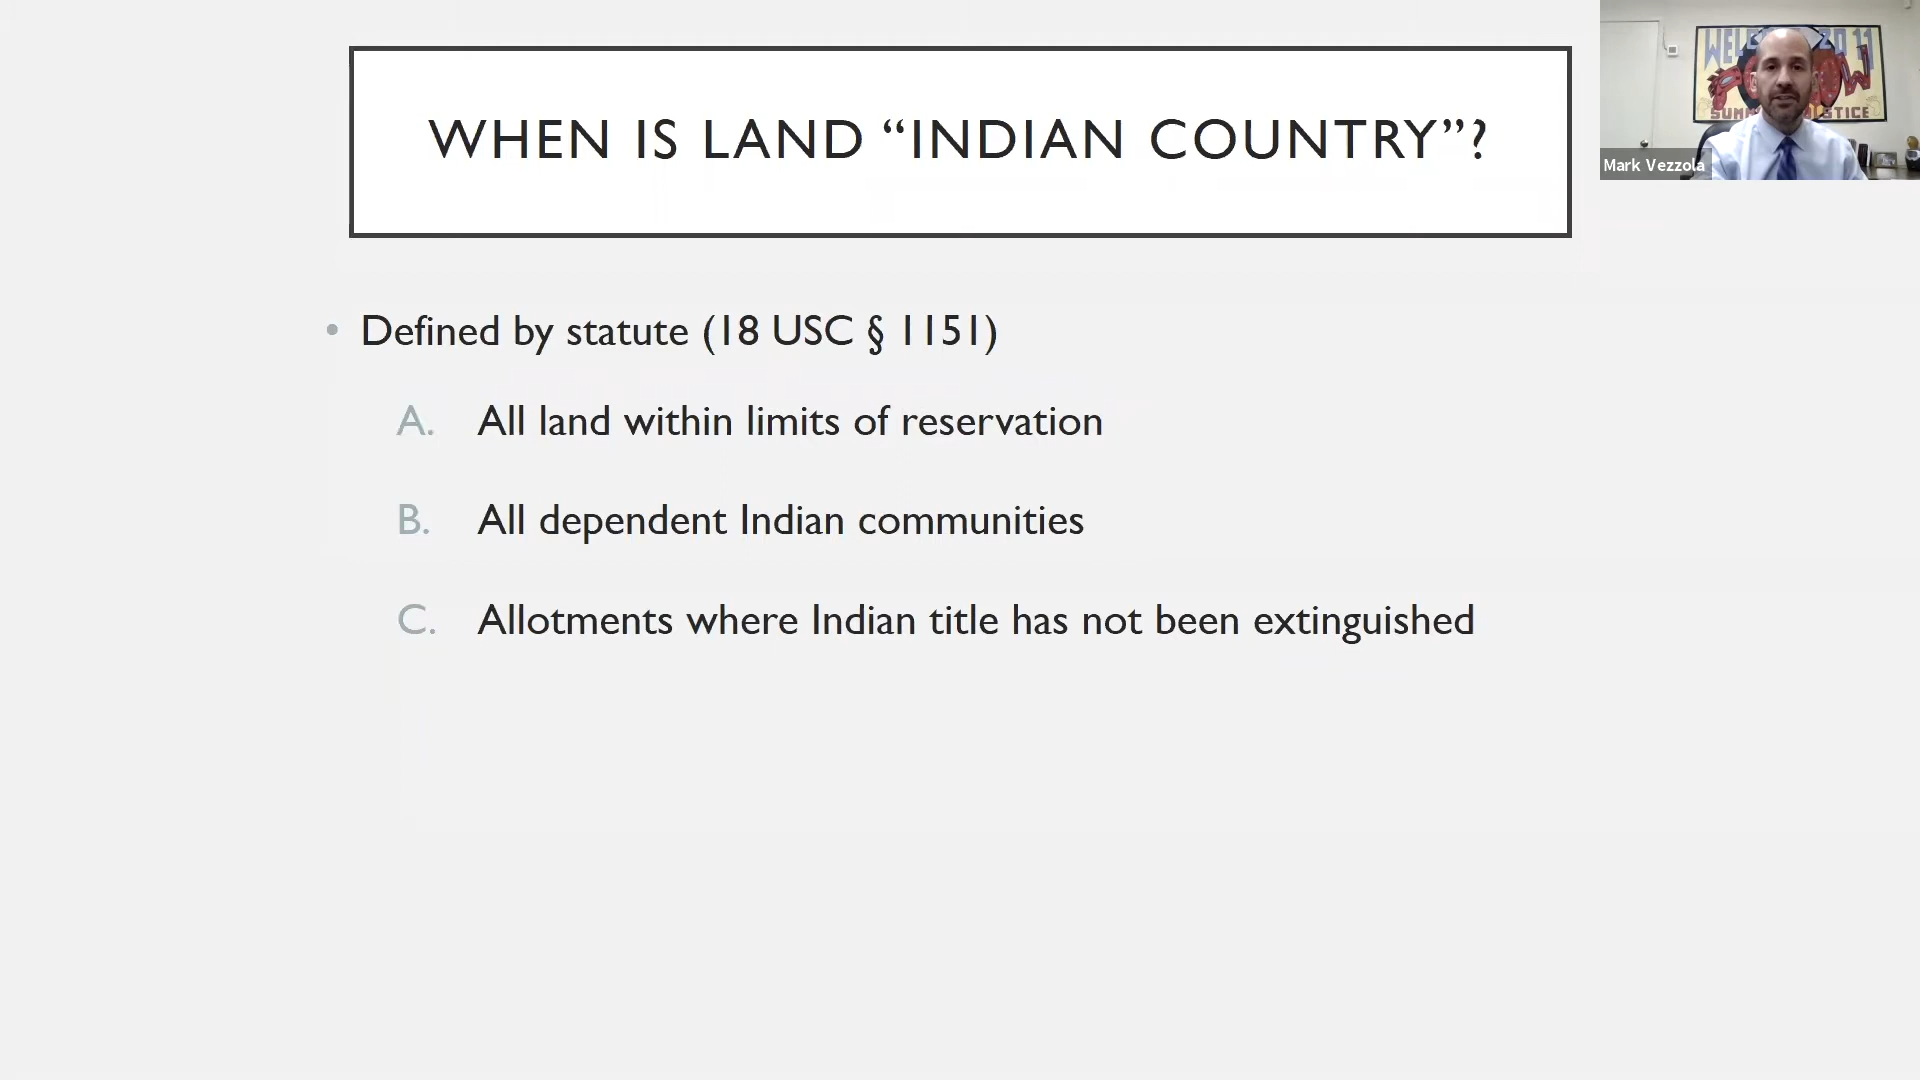 WHEN IS LAND “INDIAN COUNTRY”?
• Defined by statute (18 USC § 1151)
A. All land within limits of reservation
B. All dependent Indian communities
C. Allotments where Indian title has not been extinguished
Mark Vezzola